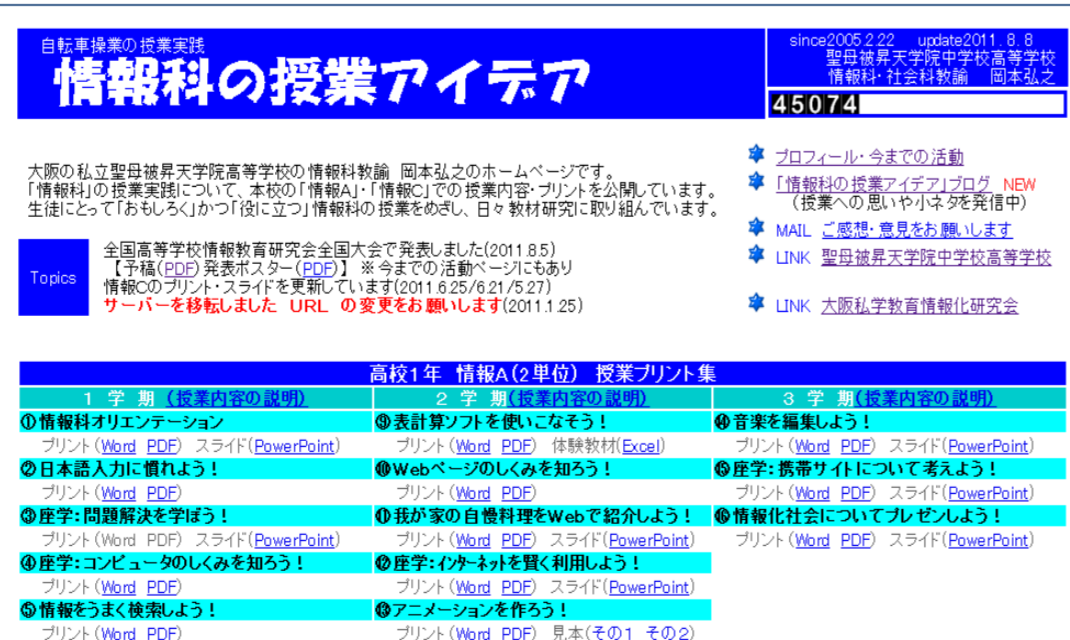 自転車操業の授業実践
情報科の授業アイデア
since2005.2.22 update2011.8.8
聖母被昇天学院中学校高等学校
情報科・社会科教諭 岡本弘之
45074
大阪の私立聖母被昇天学院高等学校の情報科教諭 岡本弘之のホームページです。
「情報科」の授業実践について、本校の「情報A」・「情報C」での授業内容・プリントを公開しています。
生徒にとって「おもしろく」かつ「役に立つ」情報科の授業をめざし、日々教材研究に取り組んでいます。
プロフィール・今までの活動
「情報科の授業アイデア」ブログ NEW
(授業への思いや小ネタを発信中)
MAIL ご感想・意見をお願いします
LINK 聖母被昇天学院中学校高等学校
LINK 大阪私学教育情報化研究会
Topics
全国高等学校情報教育研究会全国大会で発表しました(2011.8.5)
【予稿(PDF)発表ポスター(PDF)】 ※今までの活動ページにもあり
情報Cのプリント・スライドを更新しています(2011.6.25/6.21/5.27)
サーバーを移転しました URL の変更をお願いします(2011.1.25)
高校1年 情報A(2単位) 授業プリント集
1 学 期 (授業内容の説明)
2 学 期(授業内容の説明)
3 学 期(授業内容の説明)
①情報科オリエンテーション
⑨表計算ソフトを使いこなそう!
⑭音楽を編集しよう!
プリント(Word PDF) スライド(PowerPoint)
プリント(Word PDF) 体験教材(Excel)
プリント(Word PDF) スライド(PowerPoint)
②日本語入力に慣れよう!
⑩Webページのしくみを知ろう!
⑮座学:携帯サイトについて考えよう!
プリント(Word PDF)
プリント(Word PDF)
プリント(Word PDF) スライド(PowerPoint)
③座学:問題解決を学ぼう!
⑪我が家の自慢料理をWebで紹介しよう!
⑯情報化社会についてプレゼンしよう!
プリント(Word PDF) スライド(PowerPoint)
プリント(Word PDF) スライド(PowerPoint)
プリント(Word PDF) スライド(PowerPoint)
④座学:コンピュータのしくみを知ろう!
⑫座学:インターネットを賢く利用しよう!
プリント(Word PDF)
プリント(Word PDF) スライド(PowerPoint)
⑤情報をうまく検索しよう!
⑬アニメーションを作ろう!
プリント(Word PDF)
プリント(Word PDF) 見本(その1 その2)